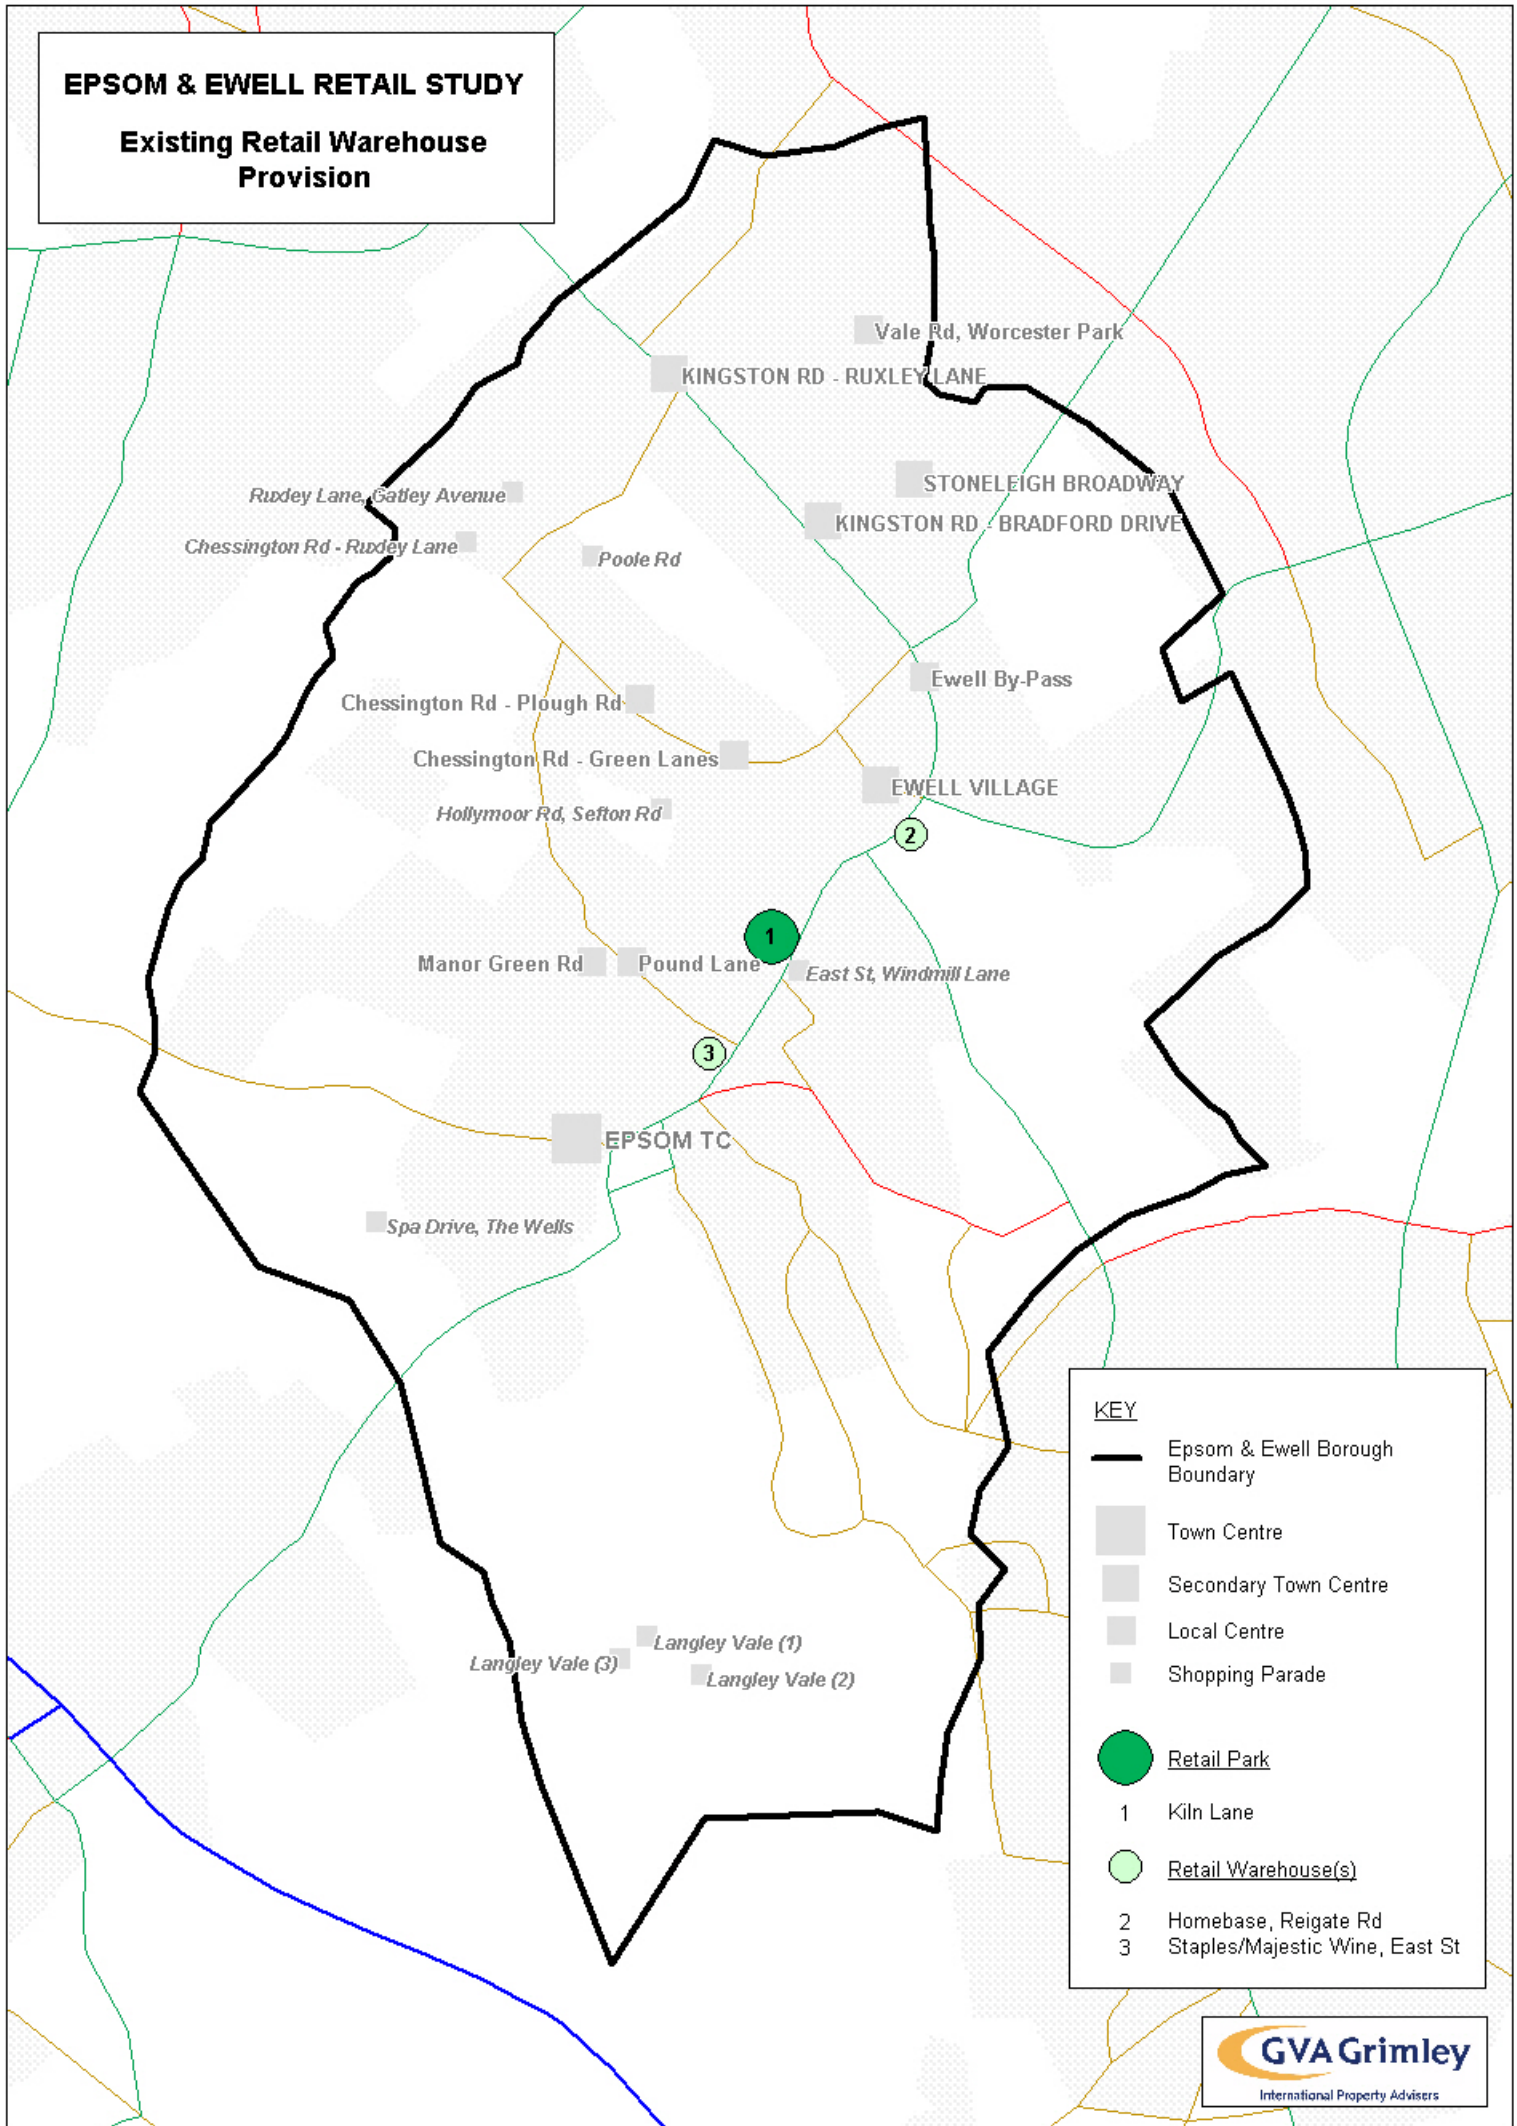 EPSOM & EWELL RETAIL STUDY
Existing Retail Warehouse
Provision
Vale Rd, Worcester Park
KINGSTON RD - RUXLEY LANE
STONELEIGH BROADWAY
Ruxley Lane, Gatley Avenue
KINGSTON RD - BRADFORD DRIVE
Chessington Rd - Ruxley Lane
Poole Rd
Ewell By-Pass
Chessington Rd - Plough Rd
Chessington Rd - Green Lanes
EWELL VILLAGE
Hollymoor Rd, Sefton Rd
2
1
Manor Green Rd
Pound Lane
East St, Windmill Lane
3
EPSOM TC
Spa Drive, The Wells
Langley Vale (1)
Langley Vale (3)
Langley Vale (2)
KEY
Epsom & Ewell Borough
Boundary
Town Centre
Secondary Town Centre
Local Centre
Shopping Parade
Retail Park
1 Kiln Lane
Retail Warehouse(s)
2 Homebase, Reigate Rd
3 Staples/Majestic Wine, East St
GVA Grimley
International Property Advisers